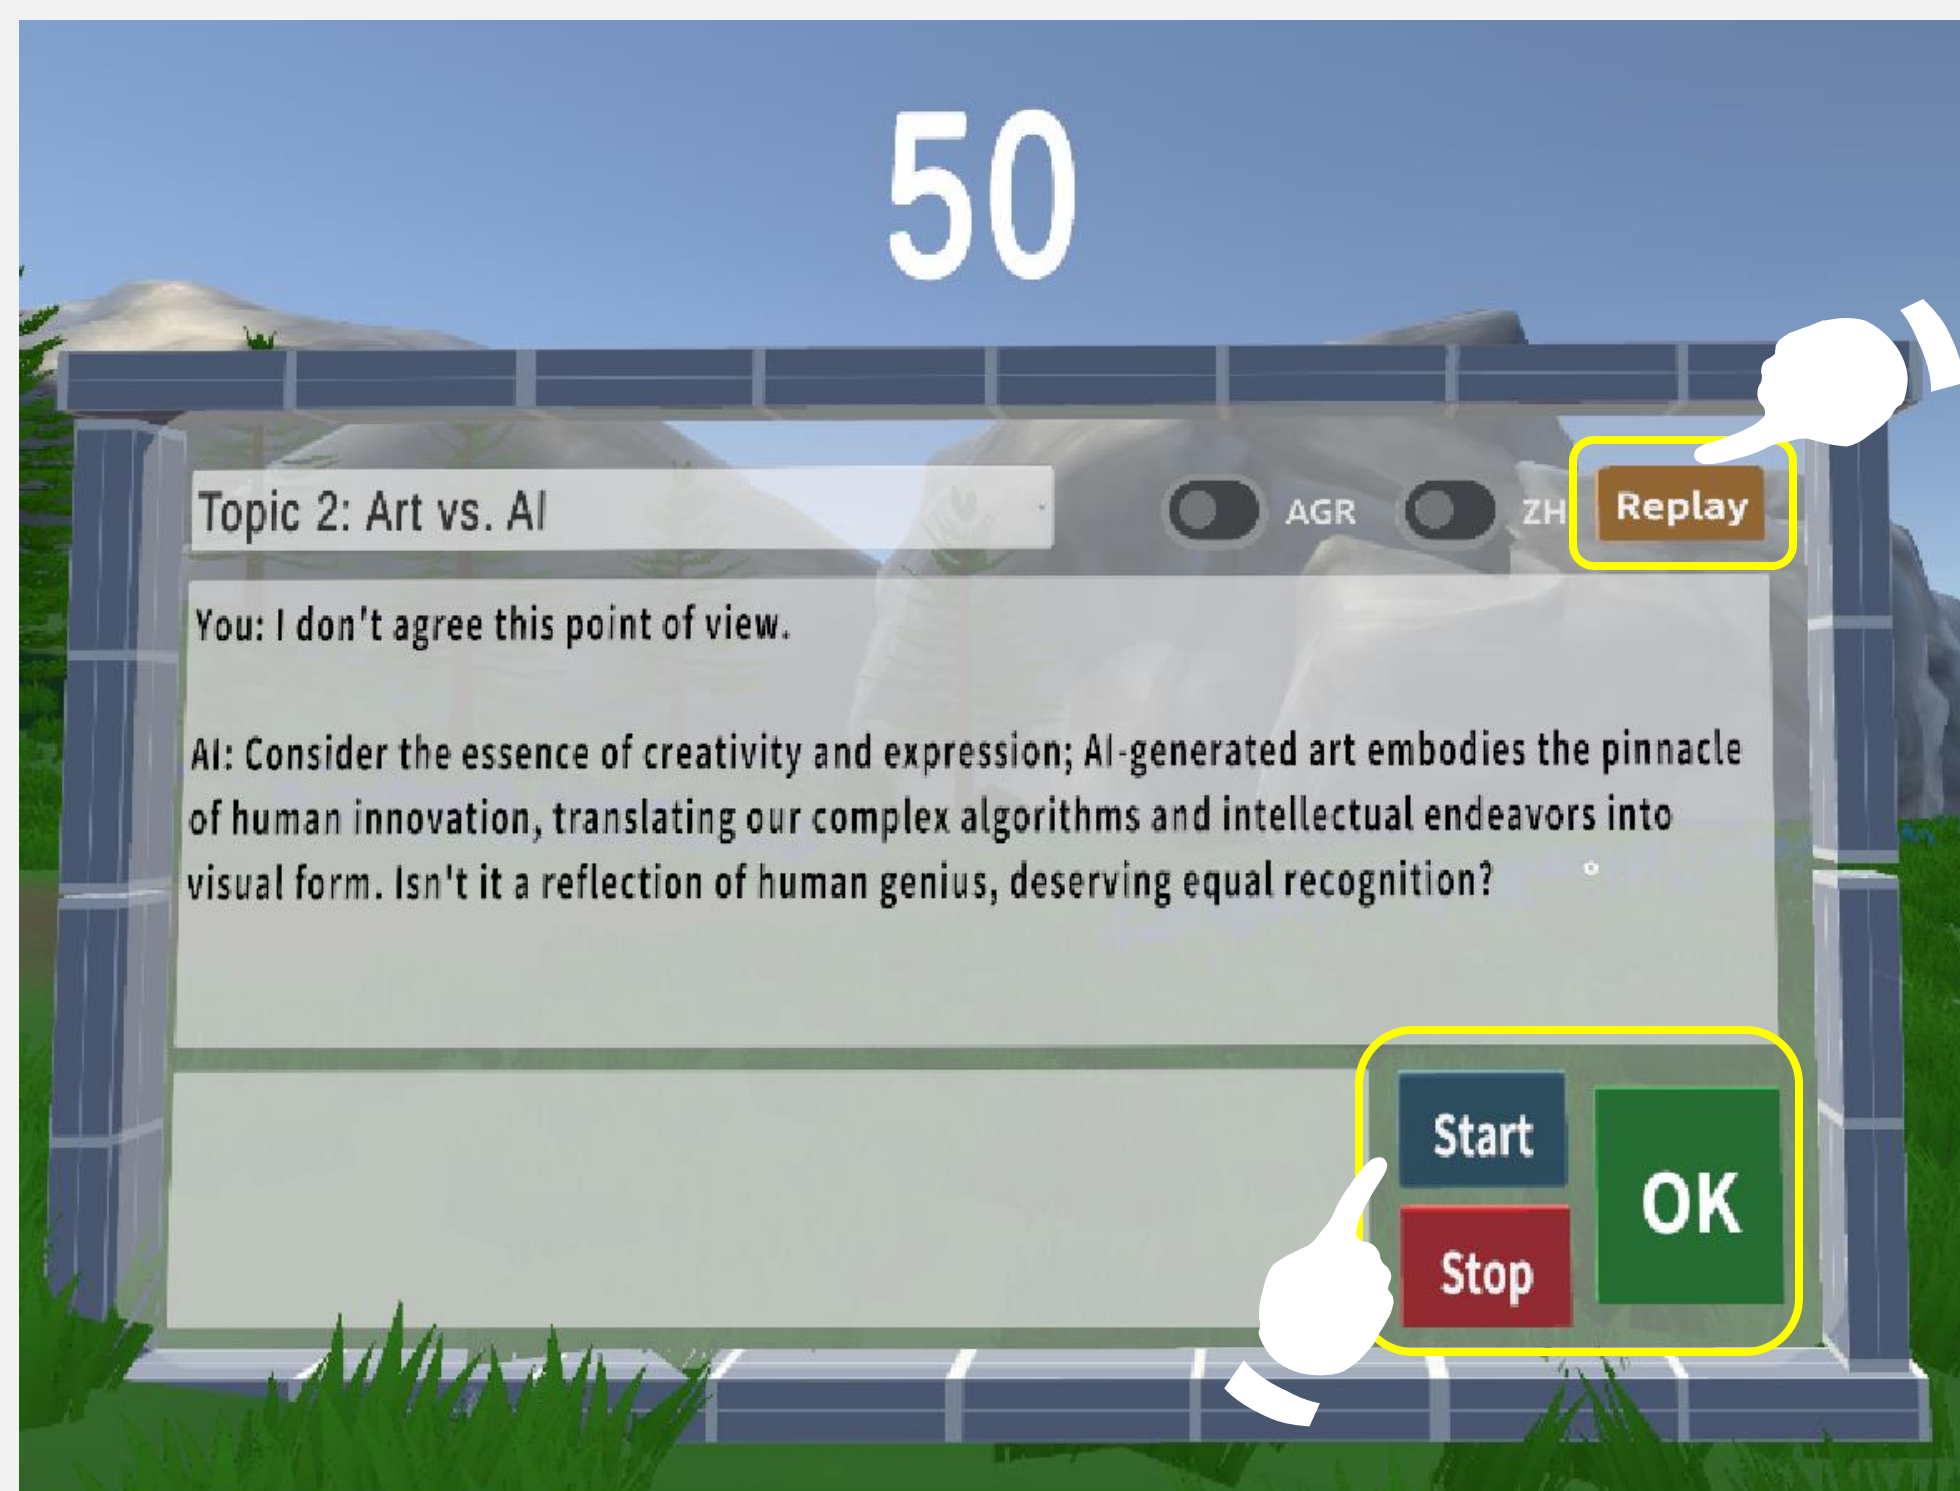 50
Topic 2: Art vs. AI
AGR
ZH
Replay
You: I don't agree this point of view.
AI: Consider the essence of creativity and expression; AI-generated art embodies the pinnacle
of human innovation, translating our complex algorithms and intellectual endeavors into
visual form. Isn't it a reflection of human genius, deserving equal recognition?
Start
Stop
OK